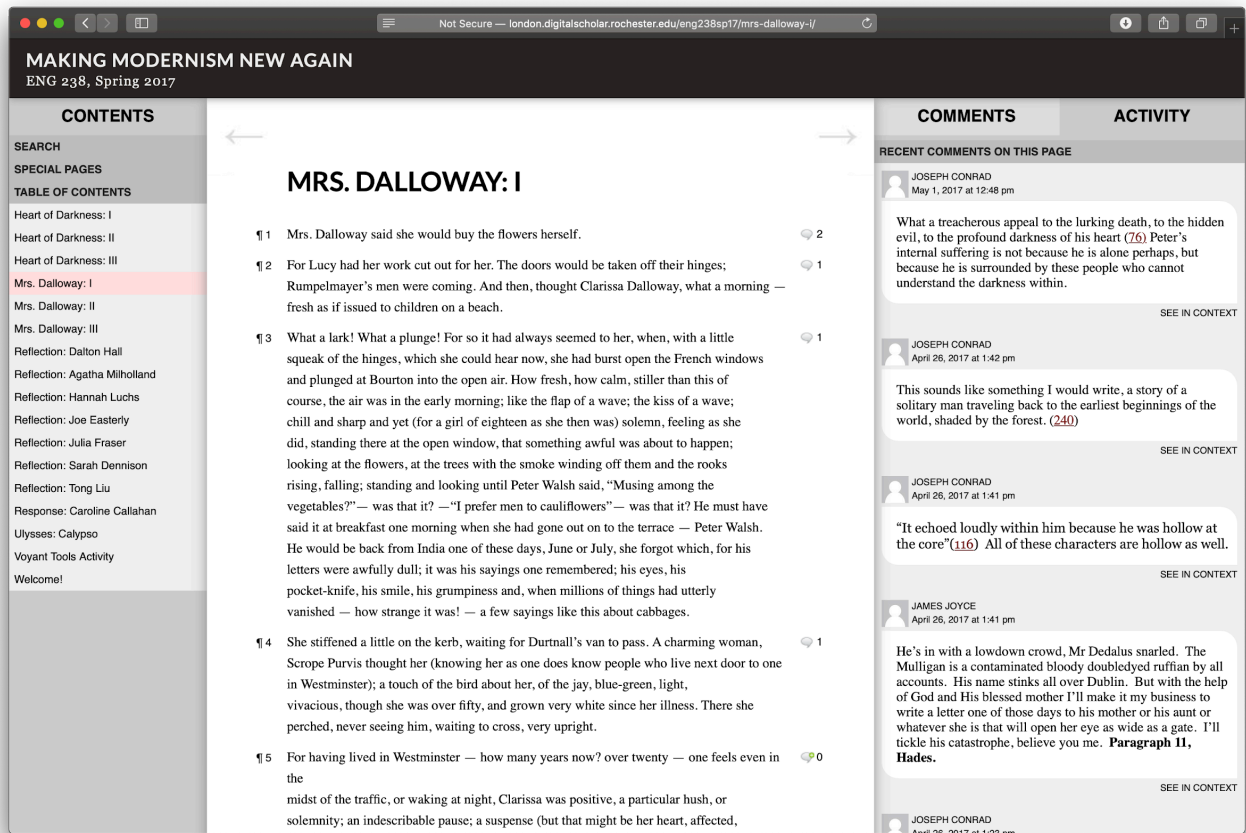 Not Secure — london.digitalscholar.rochester.edu/eng238sp17/mrs-dalloway-i/
MAKING MODERNISM NEW AGAIN
ENG 238, Spring 2017
CONTENTS
SEARCH
SPECIAL PAGES
TABLE OF CONTENTS
Heart of Darkness: I
Heart of Darkness: II
Heart of Darkness: III
Mrs. Dalloway: I
Mrs. Dalloway: II
Mrs. Dalloway: III
Reflection: Dalton Hall
Reflection: Agatha Milholland
Reflection: Hannah Luchs
Reflection: Joe Easterly
Reflection: Julia Fraser
Reflection: Sarah Dennison
Reflection: Tong Liu
Response: Caroline Callahan
Ulysses: Calypso
Voyant Tools Activity
Welcome!
MRS. DALLOWAY: I
¶ 1 Mrs. Dalloway said she would buy the flowers herself. 2
¶ 2 For Lucy had her work cut out for her. The doors would be taken off their hinges; 1
Rumpelmayer’s men were coming. And then, thought Clarissa Dalloway, what a morning —
fresh as if issued to children on a beach.
¶ 3 What a lark! What a plunge! For so it had always seemed to her, when, with a little 1
squeak of the hinges, which she could hear now, she had burst open the French windows
and plunged at Bourton into the open air. How fresh, how calm, stiller than this of
course, the air was in the early morning; like the flap of a wave; the kiss of a wave;
chill and sharp and yet (for a girl of eighteen as she then was) solemn, feeling as she
did, standing there at the open window, that something awful was about to happen;
looking at the flowers, at the trees with the smoke winding off them and the rooks
rising, falling; standing and looking until Peter Walsh said, “Musing among the
vegetables?”— was that it? —“I prefer men to cauliflowers”— was that it? He must have
said it at breakfast one morning when she had gone out on to the terrace — Peter Walsh.
He would be back from India one of these days, June or July, she forgot which, for his
letters were awfully dull; it was his sayings one remembered; his eyes, his
pocket-knife, his smile, his grumpiness and, when millions of things had utterly
vanished — how strange it was! — a few sayings like this about cabbages.
¶ 4 She stiffened a little on the kerb, waiting for Durtnall’s van to pass. A charming woman, 1
Scrope Purvis thought her (knowing her as one does know people who live next door to one
in Westminster); a touch of the bird about her, of the jay, blue-green, light,
vivacious, though she was over fifty, and grown very white since her illness. There she
perched, never seeing him, waiting to cross, very upright.
¶ 5 For having lived in Westminster — how many years now? over twenty — one feels even in 0
the
midst of the traffic, or waking at night, Clarissa was positive, a particular hush, or
solemnity; an indescribable pause; a suspense (but that might be her heart, affected,
COMMENTS
ACTIVITY
RECENT COMMENTS ON THIS PAGE
JOSEPH CONRAD
May 1, 2017 at 12:48 pm
What a treacherous appeal to the lurking death, to the hidden
evil, to the profound darkness of his heart (76) Peter’s
internal suffering is not because he is alone perhaps, but
because he is surrounded by these people who cannot
understand the darkness within.
SEE IN CONTEXT
JOSEPH CONRAD
April 26, 2017 at 1:42 pm
This sounds like something I would write, a story of a
solitary man traveling back to the earliest beginnings of the
world, shaded by the forest. (240)
SEE IN CONTEXT
JOSEPH CONRAD
April 26, 2017 at 1:41 pm
“It echoed loudly within him because he was hollow at
the core”(116) All of these characters are hollow as well.
SEE IN CONTEXT
JAMES JOYCE
April 26, 2017 at 1:41 pm
He’s in with a lowdown crowd, Mr Dedalus snarled. The
Mulligan is a contaminated bloody doubledyed ruffian by all
accounts. His name stinks all over Dublin. But with the help
of God and His blessed mother I’ll make it my business to
write a letter one of those days to his mother or his aunt or
whatever she is that will open her eye as wide as a gate. I’ll
tickle his catastrophe, believe you me. Paragraph 11,
Hades.
SEE IN CONTEXT
JOSEPH CONRAD